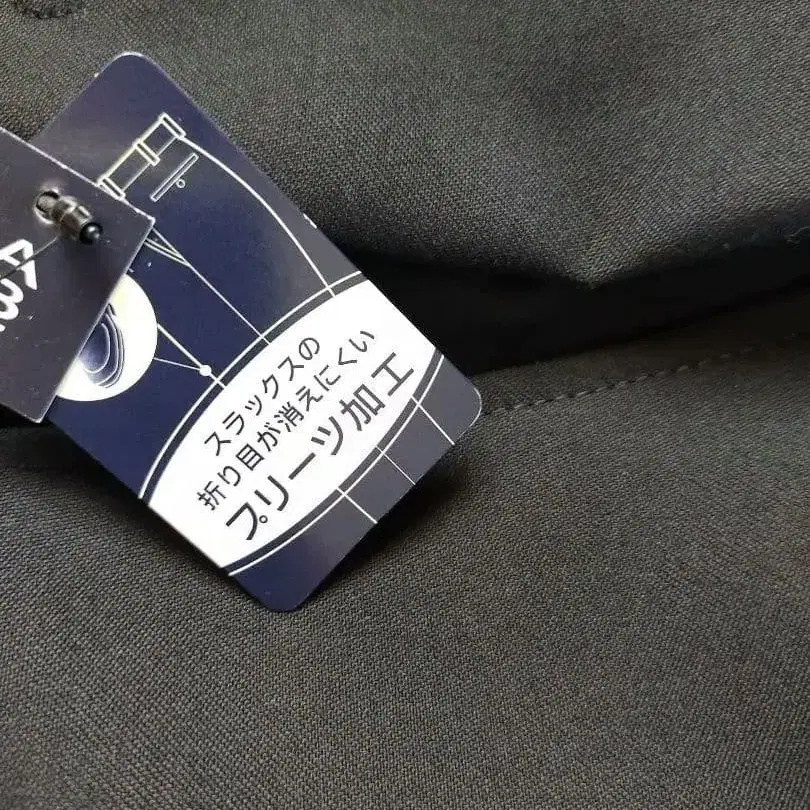 スラックスの
折り目が消えにくい
プリーツ加工